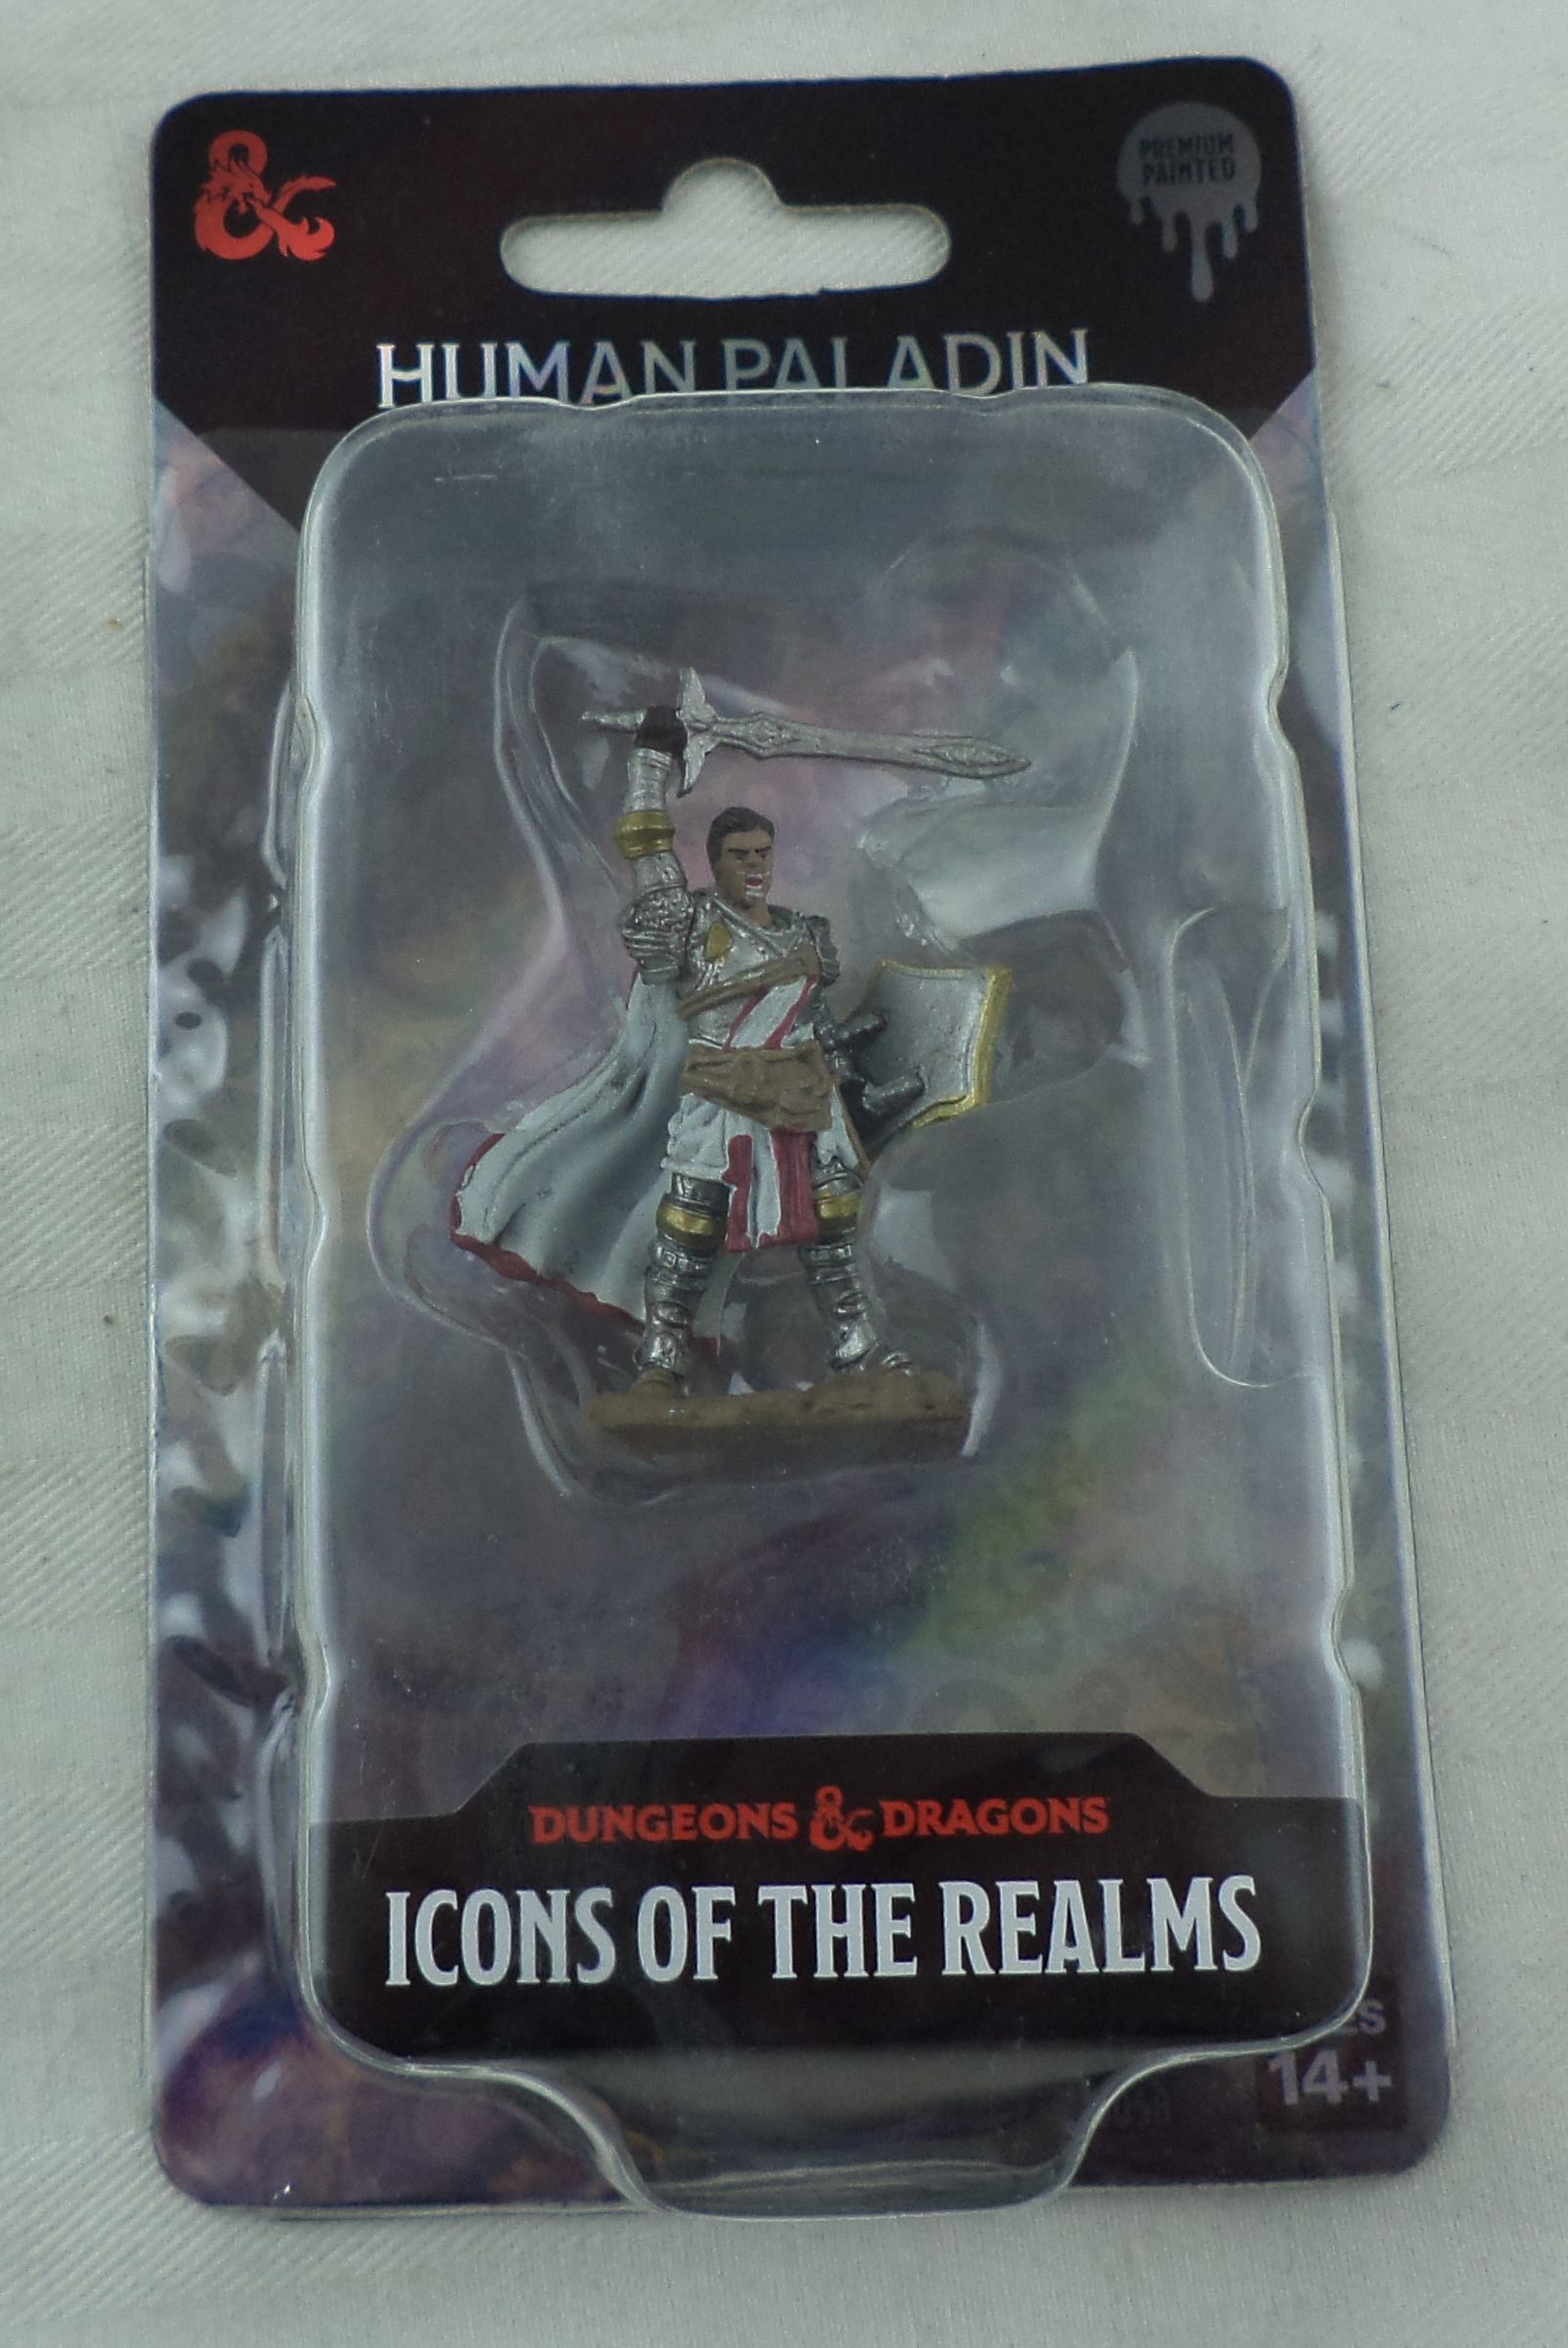 PREMIUM
PAINTED
HUMAN PALADIN
DUNGEONS & DRAGONS
ICONS OF THE REALMS
14+